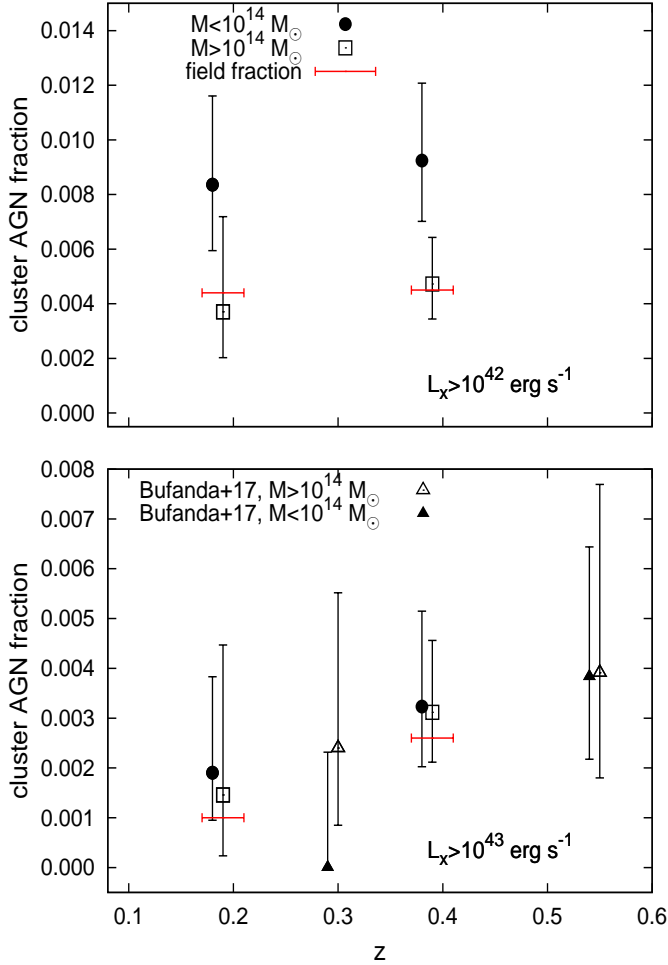 M<10^14 M☉
M>10^14 M☉
field fraction
0.014
0.012
0.010
0.008
0.006
0.004
0.002
0.000
cluster AGN fraction
L_x>10^42 erg s^-1
Bufanda+17, M>10^14 M☉
Bufanda+17, M<10^14 M☉
0.008
0.007
0.006
0.005
0.004
0.003
0.002
0.001
0.000
cluster AGN fraction
L_x>10^43 erg s^-1
0.1 0.2 0.3 0.4 0.5 0.6
z